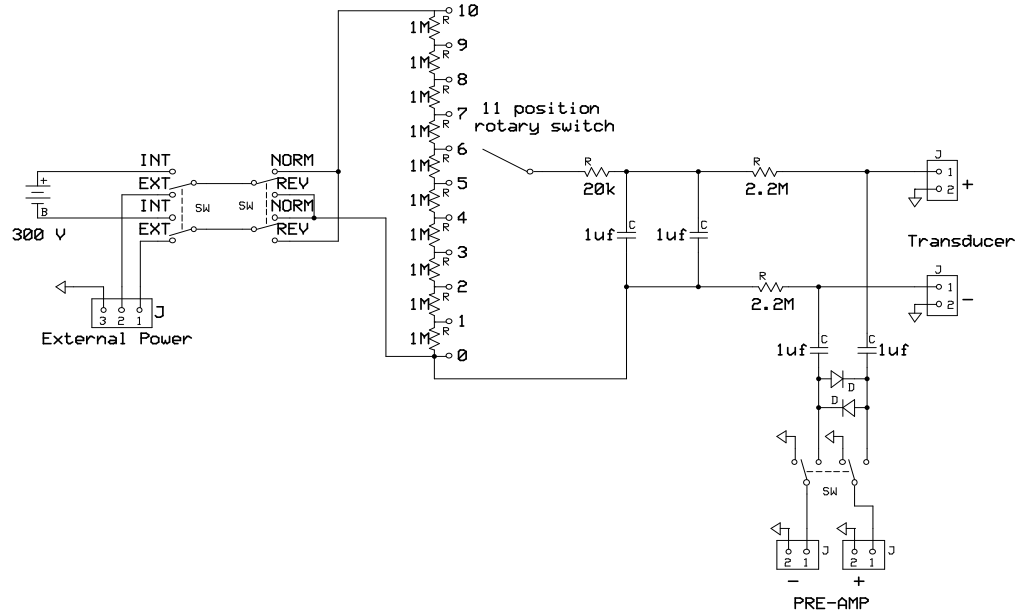 10
1M R
9
1M R
8
1M R
7
1M R
6
1M R
5
1M R
4
1M R
3
1M R
2
1M R
1
1M R
0
11 position
rotary switch
INT
EXT
INT
EXT
SW
SW
NORM
REV
NORM
REV
+
B
300 V
3 2 1
J
External Power
R
20k
C
1uf
C
1uf
R
2.2M
R
2.2M
J
1
2
+
Transducer
J
1
2
-
C
1uf
C
1uf
D
D
SW
2 1
J
2 1
J
-
+
PRE-AMP